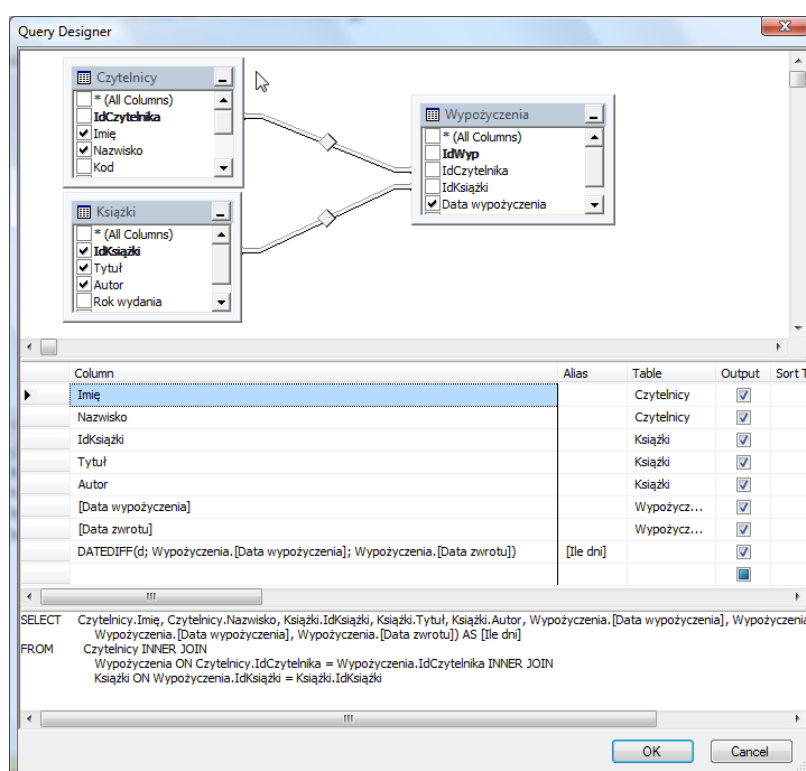 Query Designer
Czytelnicy
* (All Columns)
IdCzytelnika
Imię
Nazwisko
Kod
Wypożyczenia
* (All Columns)
IdWyp
IdCzytelnika
IdKsiążki
Data wypożyczenia
Książki
* (All Columns)
IdKsiążki
Tytuł
Autor
Rok wydania
Column Alias Table Output Sort T
Imię Czytelnicy
Nazwisko Czytelnicy
IdKsiążki Książki
Tytuł Książki
Autor Książki
[Data wypożyczenia] Wypożycz...
[Data zwrotu] Wypożycz...
DATEDIFF(d; Wypożyczenia.[Data wypożyczenia]; Wypożyczenia.[Data zwrotu]) [Ile dni]
SELECT Czytelnicy.Imię, Czytelnicy.Nazwisko, Książki.IdKsiążki, Książki.Tytuł, Książki.Autor, Wypożyczenia.[Data wypożyczenia], Wypożyczenia
Wypożyczenia.[Data wypożyczenia], Wypożyczenia.[Data zwrotu]) AS [Ile dni]
FROM Czytelnicy INNER JOIN
Wypożyczenia ON Czytelnicy.IdCzytelnika = Wypożyczenia.IdCzytelnika INNER JOIN
Książki ON Wypożyczenia.IdKsiążki = Książki.IdKsiążki
OK Cancel